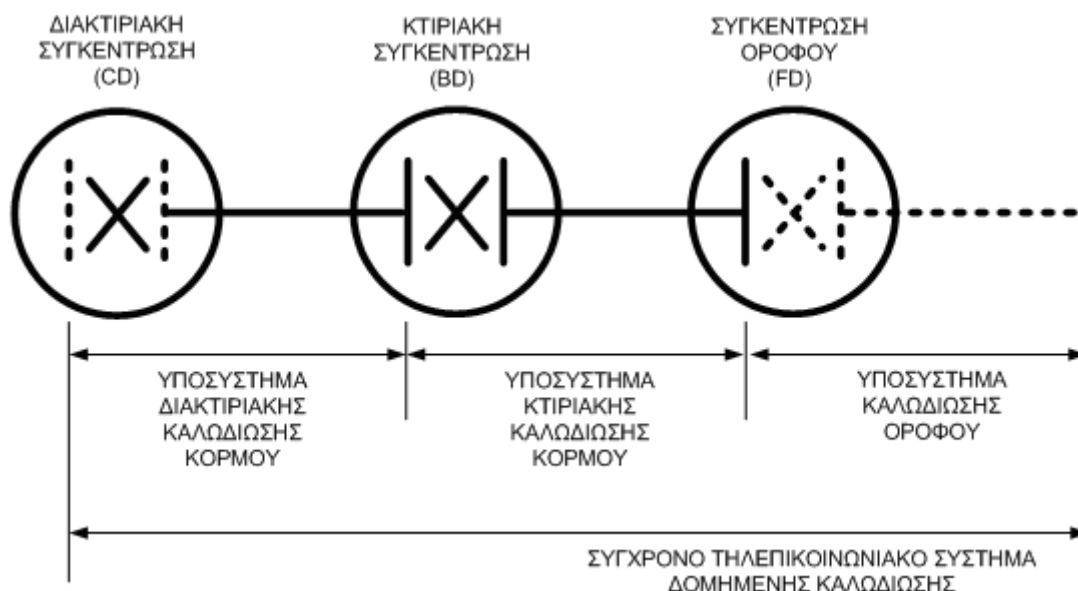 ΔΙΑΚΤΙΡΙΑΚΗ
ΣΥΓΚΕΝΤΡΩΣΗ
(CD)
ΚΤΙΡΙΑΚΗ
ΣΥΓΚΕΝΤΡΩΣΗ
(BD)
ΣΥΓΚΕΝΤΡΩΣΗ
ΟΡΟΦΟΥ
(FD)
ΥΠΟΣΥΣΤΗΜΑ
ΔΙΑΚΤΙΡΙΑΚΗΣ
ΚΑΛΩΔΙΩΣΗΣ
ΚΟΡΜΟΥ
ΥΠΟΣΥΣΤΗΜΑ
ΚΤΙΡΙΑΚΗΣ
ΚΑΛΩΔΙΩΣΗΣ
ΚΟΡΜΟΥ
ΥΠΟΣΥΣΤΗΜΑ
ΚΑΛΩΔΙΩΣΗΣ
ΟΡΟΦΟΥ
ΣΥΓΧΡΟΝΟ ΤΗΛΕΠΙΚΟΙΝΩΝΙΑΚΟ ΣΥΣΤΗΜΑ
ΔΟΜΗΜΕΝΗΣ ΚΑΛΩΔΙΩΣΗΣ